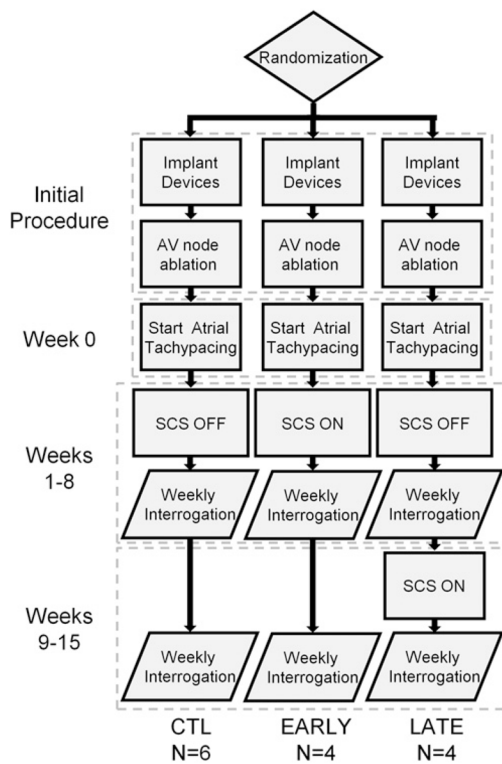 Randomization
Initial
Procedure
Implant
Devices
Implant
Devices
Implant
Devices
AV node
ablation
AV node
ablation
AV node
ablation
Week 0
Start Atrial
Tachypacing
Start Atrial
Tachypacing
Start Atrial
Tachypacing
Weeks
1-8
SCS OFF
SCS ON
SCS OFF
Weekly
Interrogation
Weekly
Interrogation
Weekly
Interrogation
Weeks
9-15
SCS ON
Weekly
Interrogation
Weekly
Interrogation
Weekly
Interrogation
CTL
N=6
EARLY
N=4
LATE
N=4